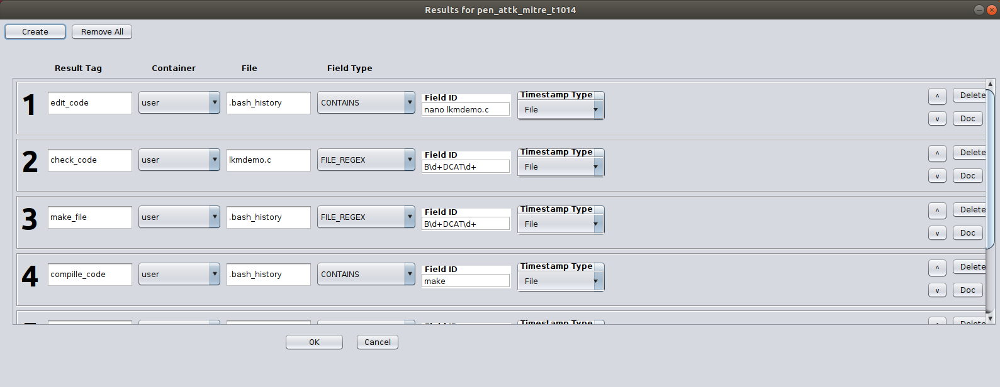 Results for pen_attk_mitre_t1014
Create Remove All
Result Tag Container File Field Type
1 edit_code user .bash_history CONTAINS Field ID nano lkmdemo.c Timestamp Type File ^ v Delete Doc
2 check_code user lkmdemo.c FILE_REGEX Field ID B\d+DCAT\d+ Timestamp Type File ^ v Delete Doc
3 make_file user .bash_history FILE_REGEX Field ID B\d+DCAT\d+ Timestamp Type File ^ v Delete Doc
4 compille_code user .bash_history CONTAINS Field ID make Timestamp Type File ^ v Delete Doc
Field ID Timestamp Type ^ Delete
OK Cancel